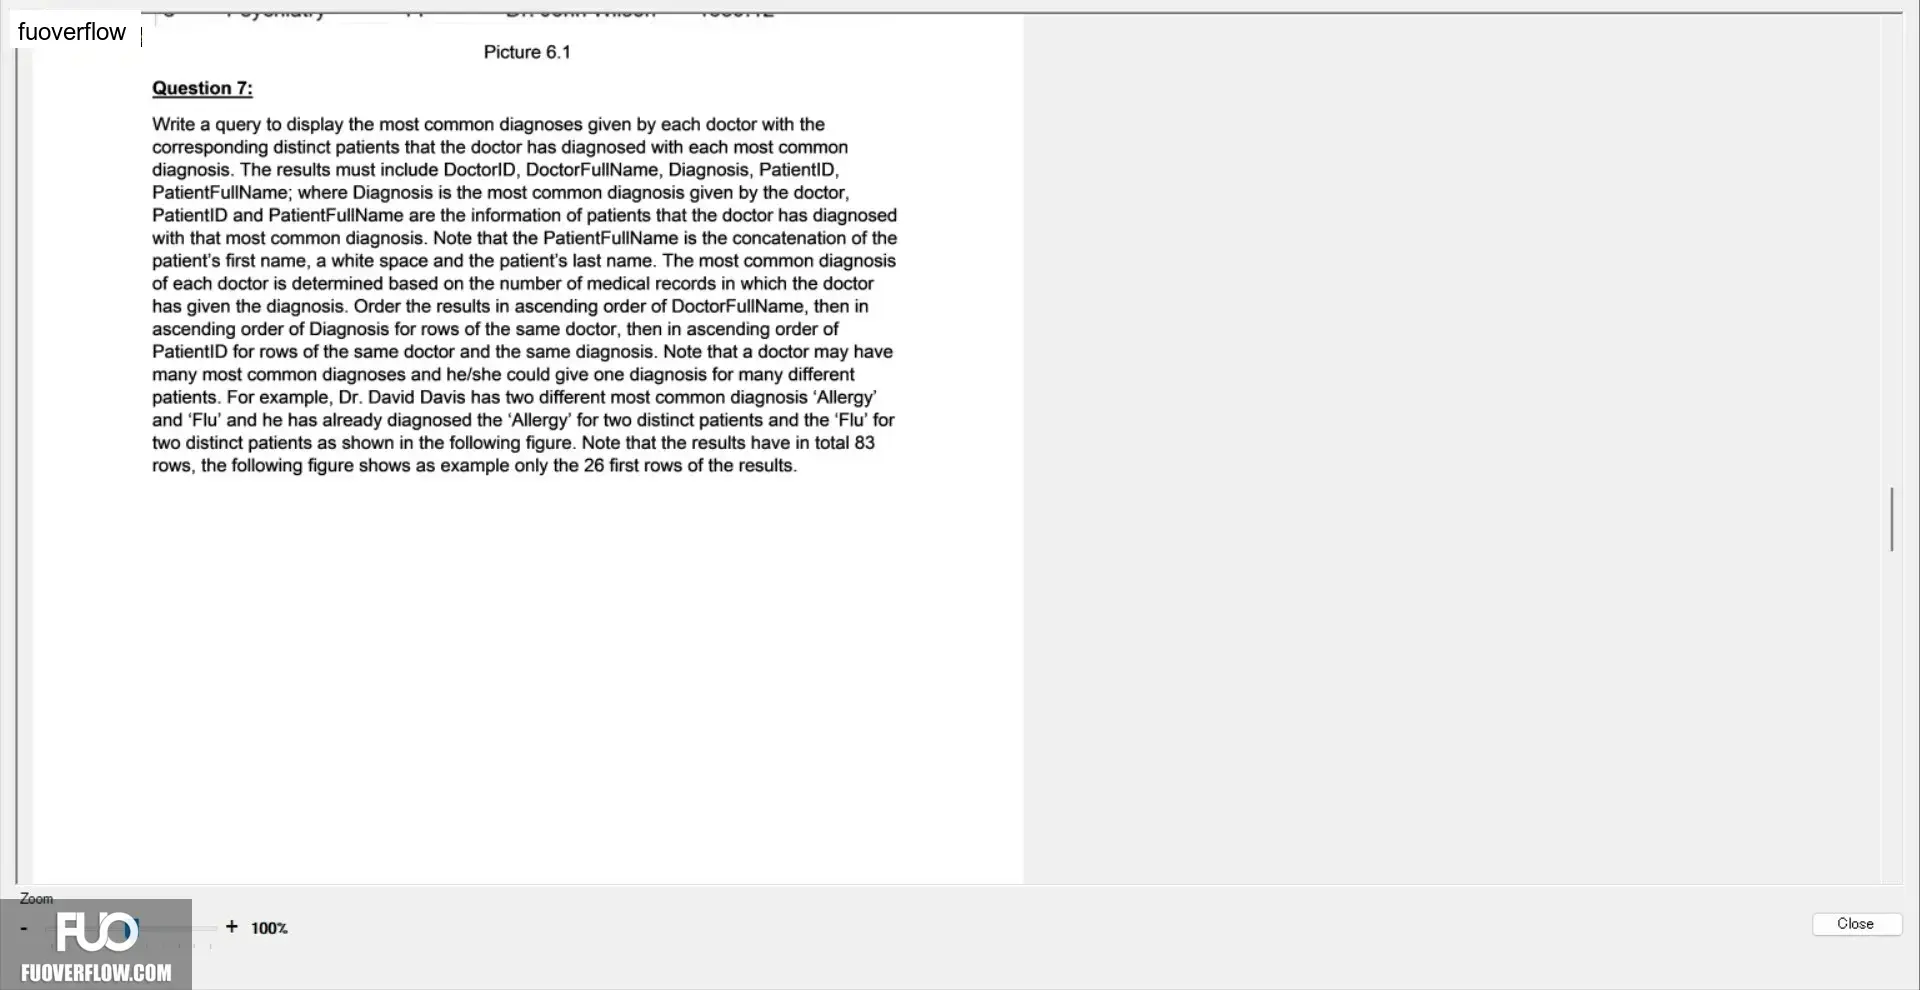 fuoverflow
Picture 6.1
Question 7:
Write a query to display the most common diagnoses given by each doctor with the
corresponding distinct patients that the doctor has diagnosed with each most common
diagnosis. The results must include DoctorID, DoctorFullName, Diagnosis, PatientID,
PatientFullName; where Diagnosis is the most common diagnosis given by the doctor,
PatientID and PatientFullName are the information of patients that the doctor has diagnosed
with that most common diagnosis. Note that the PatientFullName is the concatenation of the
patient's first name, a white space and the patient's last name. The most common diagnosis
of each doctor is determined based on the number of medical records in which the doctor
has given the diagnosis. Order the results in ascending order of DoctorFullName, then in
ascending order of Diagnosis for rows of the same doctor, then in ascending order of
PatientID for rows of the same doctor and the same diagnosis. Note that a doctor may have
many most common diagnoses and he/she could give one diagnosis for many different
patients. For example, Dr. David Davis has two different most common diagnosis ‘Allergy’
and ‘Flu’ and he has already diagnosed the ‘Allergy’ for two distinct patients and the ‘Flu’ for
two distinct patients as shown in the following figure. Note that the results have in total 83
rows, the following figure shows as example only the 26 first rows of the results.
Zoom
- + 100%
Close
FUO
FUOVERFLOW.COM